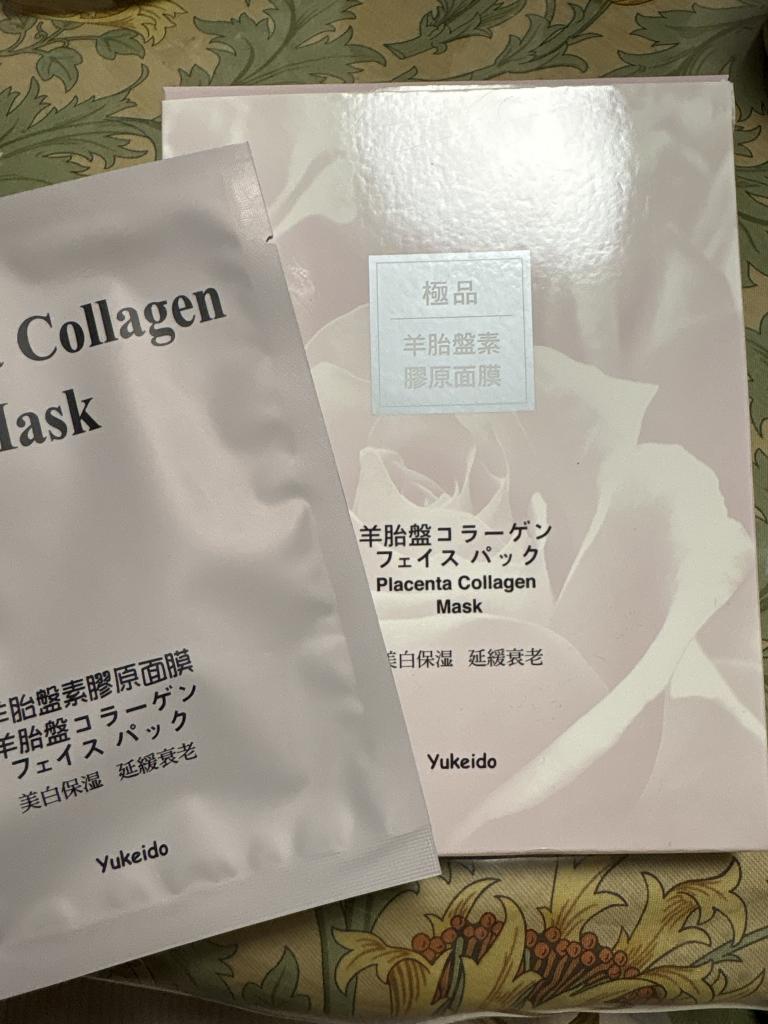 Collagen
Mask
羊胎盤素膠原面膜
羊胎盤コラーゲン
フェイス パック
美白保湿 延緩衰老
Yukeido
極品
羊胎盤素
膠原面膜
羊胎盤コラーゲン
フェイス パック
Placenta Collagen
Mask
美白保湿 延緩衰老
Yukeido